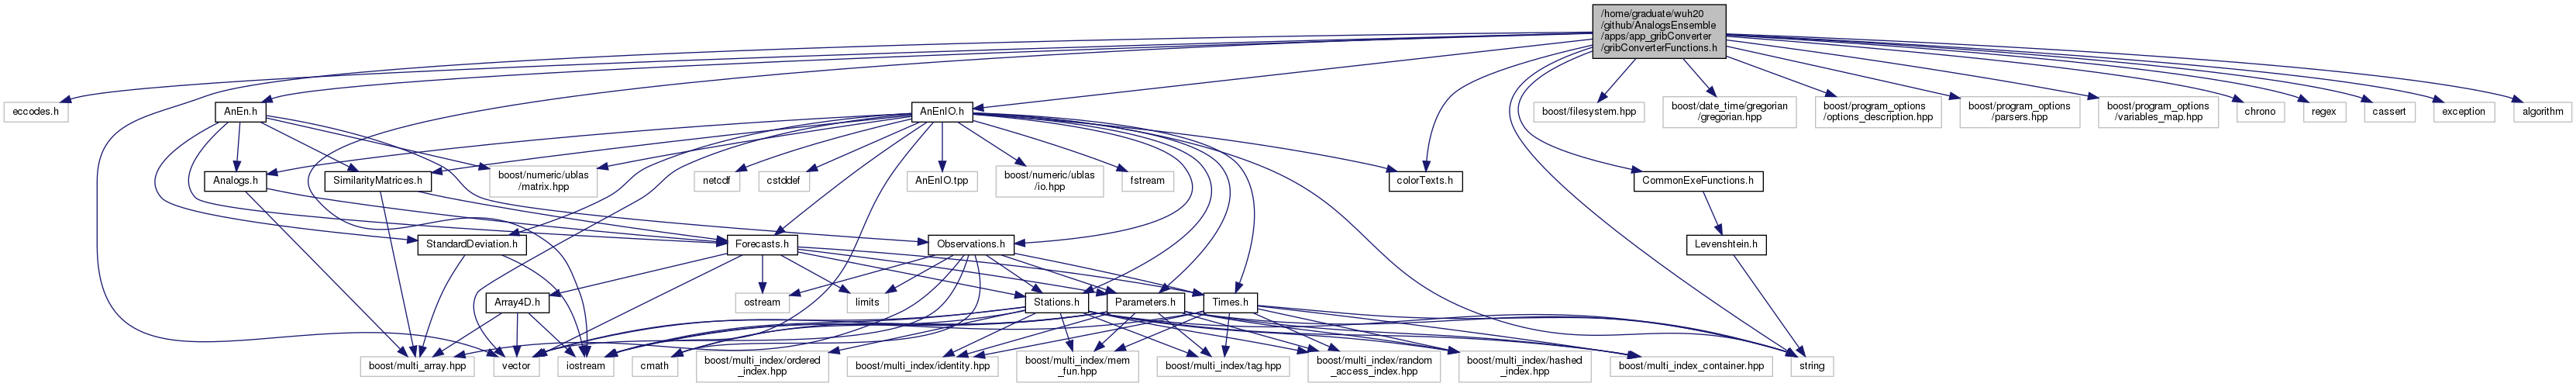 /home/graduate/wuh20
/github/AnalogsEnsemble
/apps/app_gribConverter
/gribConverterFunctions.h
eccodes.h
AnEn.h
AnEnIO.h
boost/filesystem.hpp
boost/date_time/gregorian
/gregorian.hpp
boost/program_options
/options_description.hpp
boost/program_options
/parsers.hpp
boost/program_options
/variables_map.hpp
chrono
regex
cassert
exception
algorithm
Analogs.h
SimilarityMatrices.h
boost/numeric/ublas
/matrix.hpp
netcdf
cstddef
AnEnIO.tpp
boost/numeric/ublas
/io.hpp
fstream
colorTexts.h
CommonExeFunctions.h
StandardDeviation.h
Forecasts.h
Observations.h
Levenshtein.h
Array4D.h
ostream
limits
Stations.h
Parameters.h
Times.h
boost/multi_array.hpp
vector
iostream
cmath
boost/multi_index/ordered
_index.hpp
boost/multi_index/identity.hpp
boost/multi_index/mem
_fun.hpp
boost/multi_index/tag.hpp
boost/multi_index/random
_access_index.hpp
boost/multi_index/hashed
_index.hpp
boost/multi_index_container.hpp
string